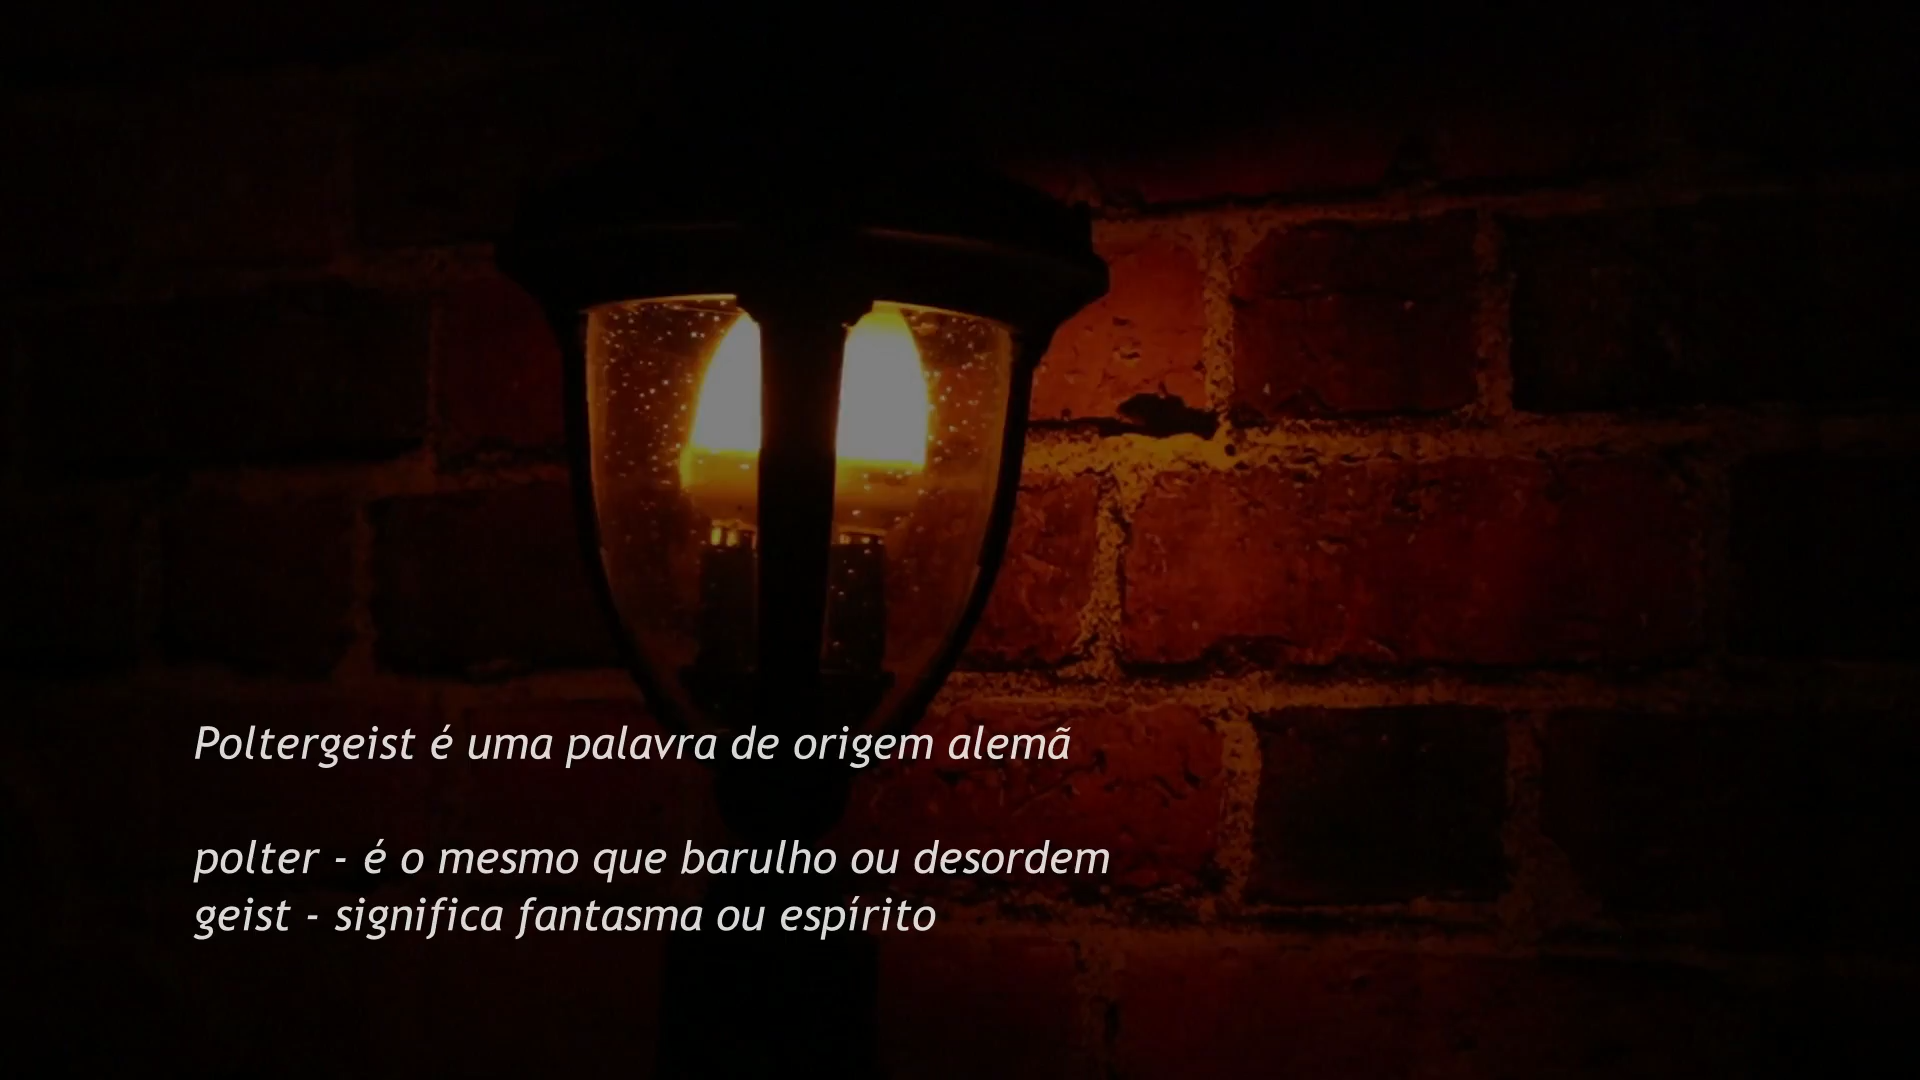 Poltergeist é uma palavra de origem alemã
polter - é o mesmo que barulho ou desordem
geist - significa fantasma ou espírito